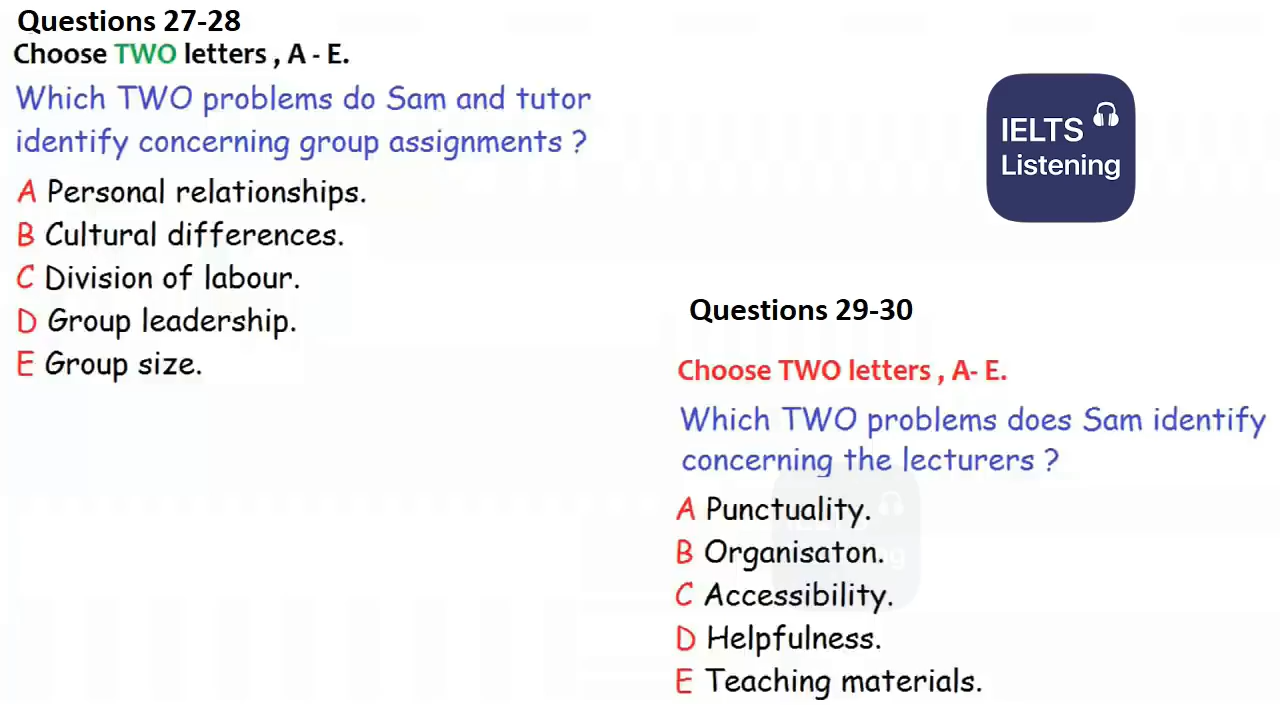 Questions 27-28
Choose TWO letters , A - E.
Which TWO problems do Sam and tutor
identify concerning group assignments ?
A Personal relationships.
B Cultural differences.
C Division of labour.
D Group leadership.
E Group size.
IELTS
Listening
Questions 29-30
Choose TWO letters , A- E.
Which TWO problems does Sam identify
concerning the lecturers ?
A Punctuality.
B Organisaton.
C Accessibility.
D Helpfulness.
E Teaching materials.